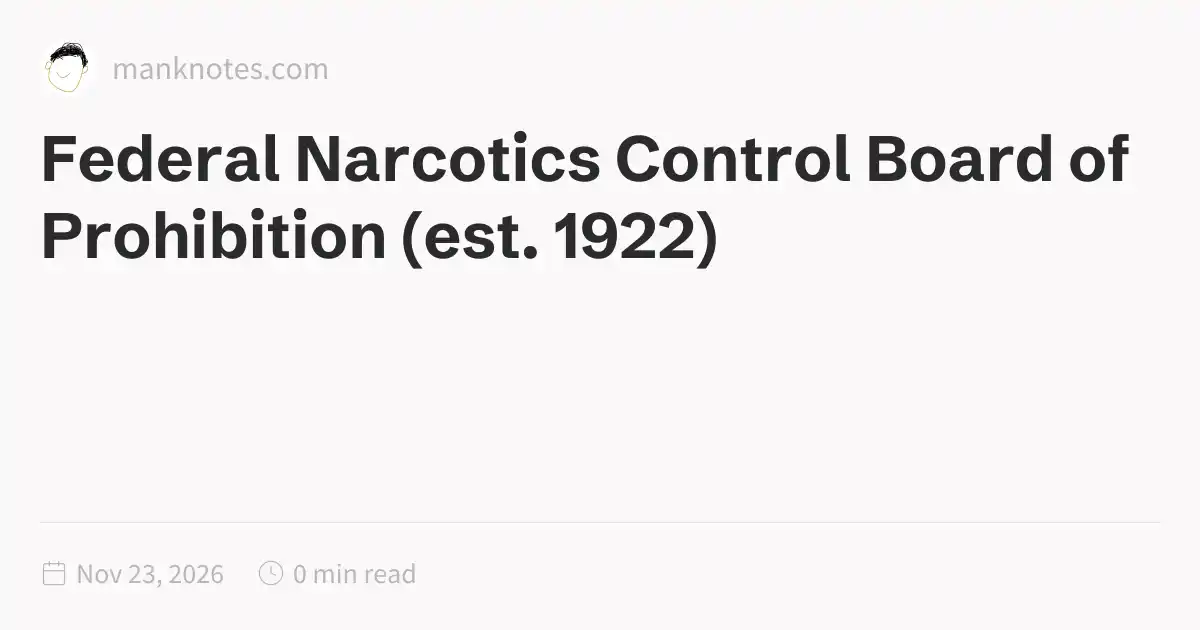 manknotes.com
Federal Narcotics Control Board of
Prohibition (est. 1922)
Nov 23, 2026
0 min read